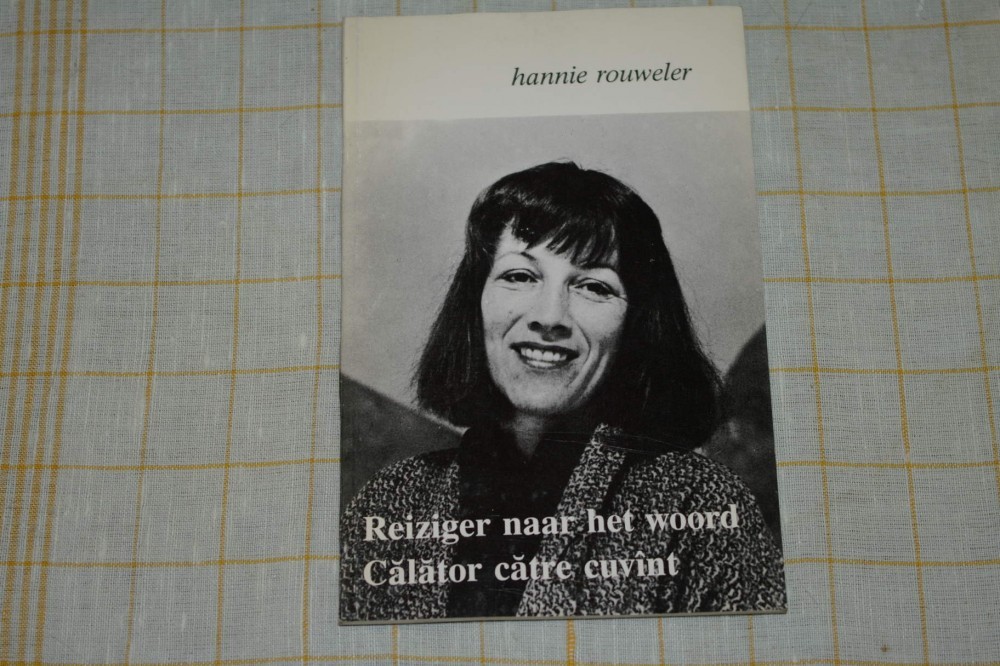 hannie rouweler
Reiziger naar het woord
Călător către cuvînt